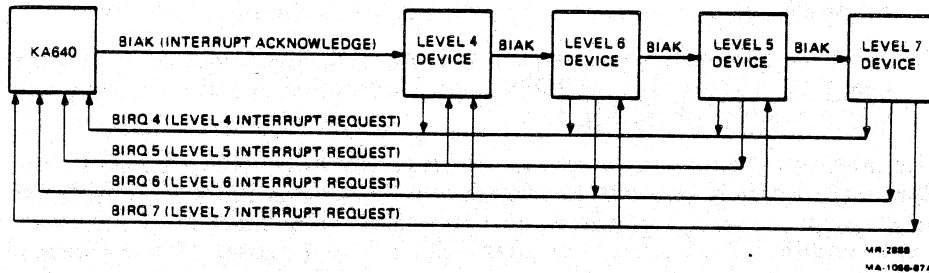 KA640
BIAK (INTERRUPT ACKNOWLEDGE)
LEVEL 4
DEVICE
BIAK
LEVEL 6
DEVICE
BIAK
LEVEL 5
DEVICE
BIAK
LEVEL 7
DEVICE
BIRQ 4 (LEVEL 4 INTERRUPT REQUEST)
BIRQ 5 (LEVEL 5 INTERRUPT REQUEST)
BIRQ 6 (LEVEL 6 INTERRUPT REQUEST)
BIRQ 7 (LEVEL 7 INTERRUPT REQUEST)
MR-2888